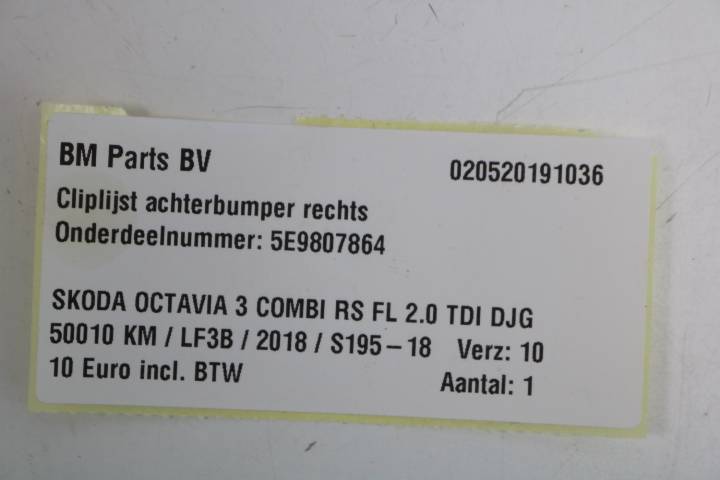 BM Parts BV 020520191036
Cliplijst achterbumper rechts
Onderdeelnummer: 5E9807864
SKODA OCTAVIA 3 COMBI RS FL 2.0 TDI DJG
50010 KM / LF3B / 2018 / S195-18 Verz: 10
10 Euro incl. BTW Aantal: 1